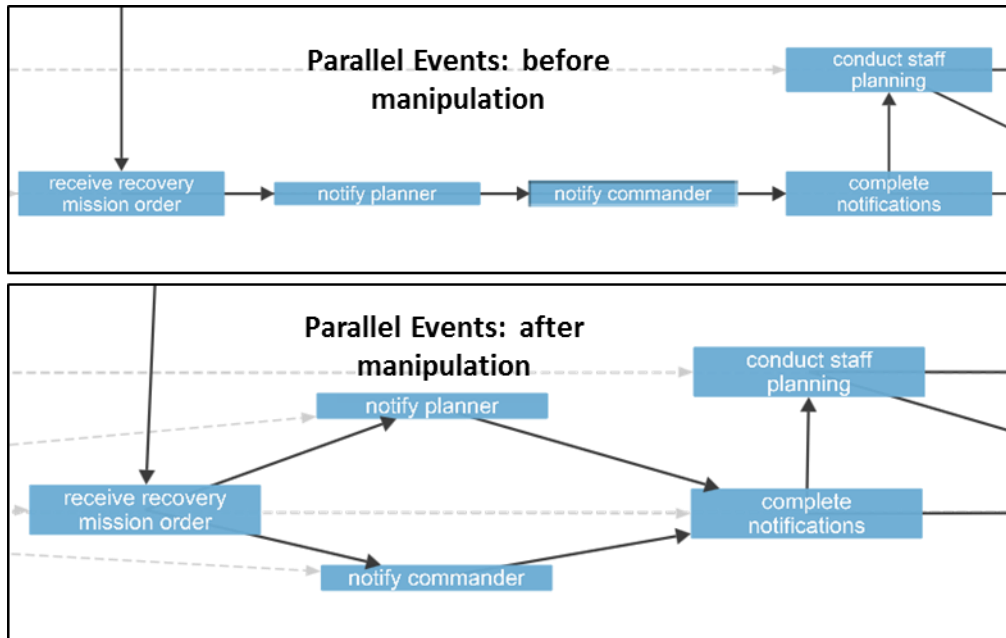 Parallel Events: before
manipulation
conduct staff
planning
receive recovery
mission order
notify planner
notify commander
complete
notifications
Parallel Events: after
manipulation
conduct staff
planning
notify planner
receive recovery
mission order
complete
notifications
notify commander